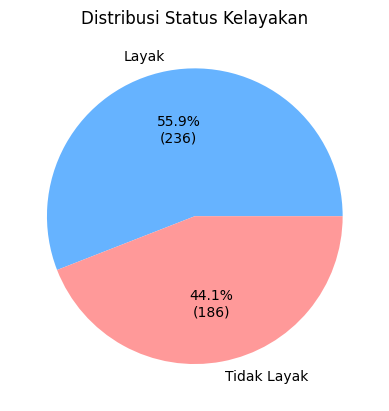 Distribusi Status Kelayakan
Layak
55.9%
(236)
44.1%
(186)
Tidak Layak